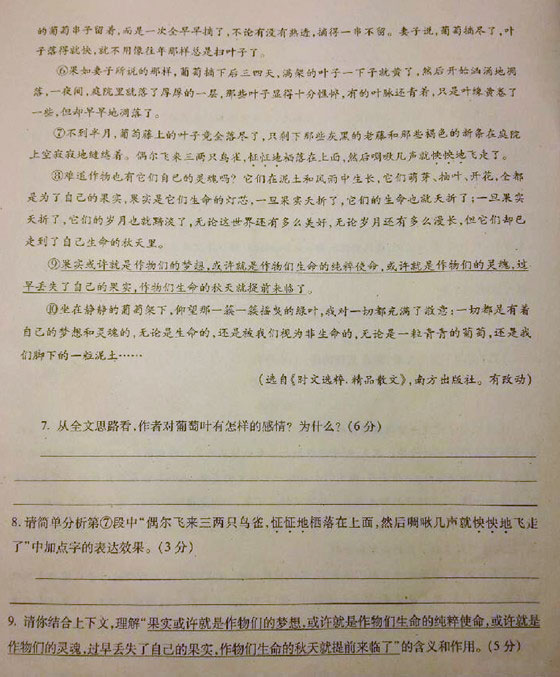 的葡萄串子留着,而是一次全早早摘了,不论有没有熟透,摘得一串不留。妻子说,葡萄摘尽了,叶
子落得就快,就不用像往年那样总是扫叶子了。
⑥果如妻子所说的那样,葡萄摘下后三四天,满架的叶子一下子就黄了,然后开始汹涌地凋
落,一夜间,庭院里就落了厚厚的一层,那些叶子显得十分憔悴,有的叶脉还青着,只是叶缘黄卷了
一些,但却早早地凋落了。
⑦不到半月,葡萄藤上的叶子竟全落尽了,只剩下那些灰黑的老藤和那些褐色的新条在庭院
上空寂寂地缠绕着。偶尔飞来三两只鸟雀,怔怔地栖落在上面,然后啁啾几声就怏怏地飞走了。
⑧难道作物也有它们自己的灵魂吗?它们在泥土和风雨中生长,它们萌芽、抽叶、开花,全都
是为了自己的果实,果实是它们生命的灯芯,一旦果实夭折了,它们的生命也就夭折了;一旦果实
夭折了,它们的岁月也就黯淡了,无论这世界还有多么美好,无论岁月还有多么漫长,但它们却已
走到了自己生命的秋天里。
⑨果实或许就是作物们的梦想,或许就是作物们生命的纯粹使命,或许就是作物们的灵魂,过
早丢失了自己的果实,作物们生命的秋天就提前来临了。
⑩坐在静静的葡萄架下,仰望那一簇一簇摇曳的绿叶,我对一切都充满了敬意:一切都是有着
自己的梦想和灵魂的,无论是生命的,还是被我们视为非生命的,无论是一粒青青的葡萄,还是我
们脚下的一粒泥土……
(选自《时文选粹·精品散文》,南方出版社。有改动)
7. 从全文思路看,作者对葡萄叶有怎样的感情?为什么?(6分)
8. 请简单分析第⑦段中“偶尔飞来三两只鸟雀,怔怔地栖落在上面,然后啁啾几声就怏怏地飞走
了”中加点字的表达效果。(3分)
9. 请你结合上下文,理解“果实或许就是作物们的梦想,或许就是作物们生命的纯粹使命,或许就是
作物们的灵魂,过早丢失了自己的果实,作物们生命的秋天就提前来临了”的含义和作用。(5分)